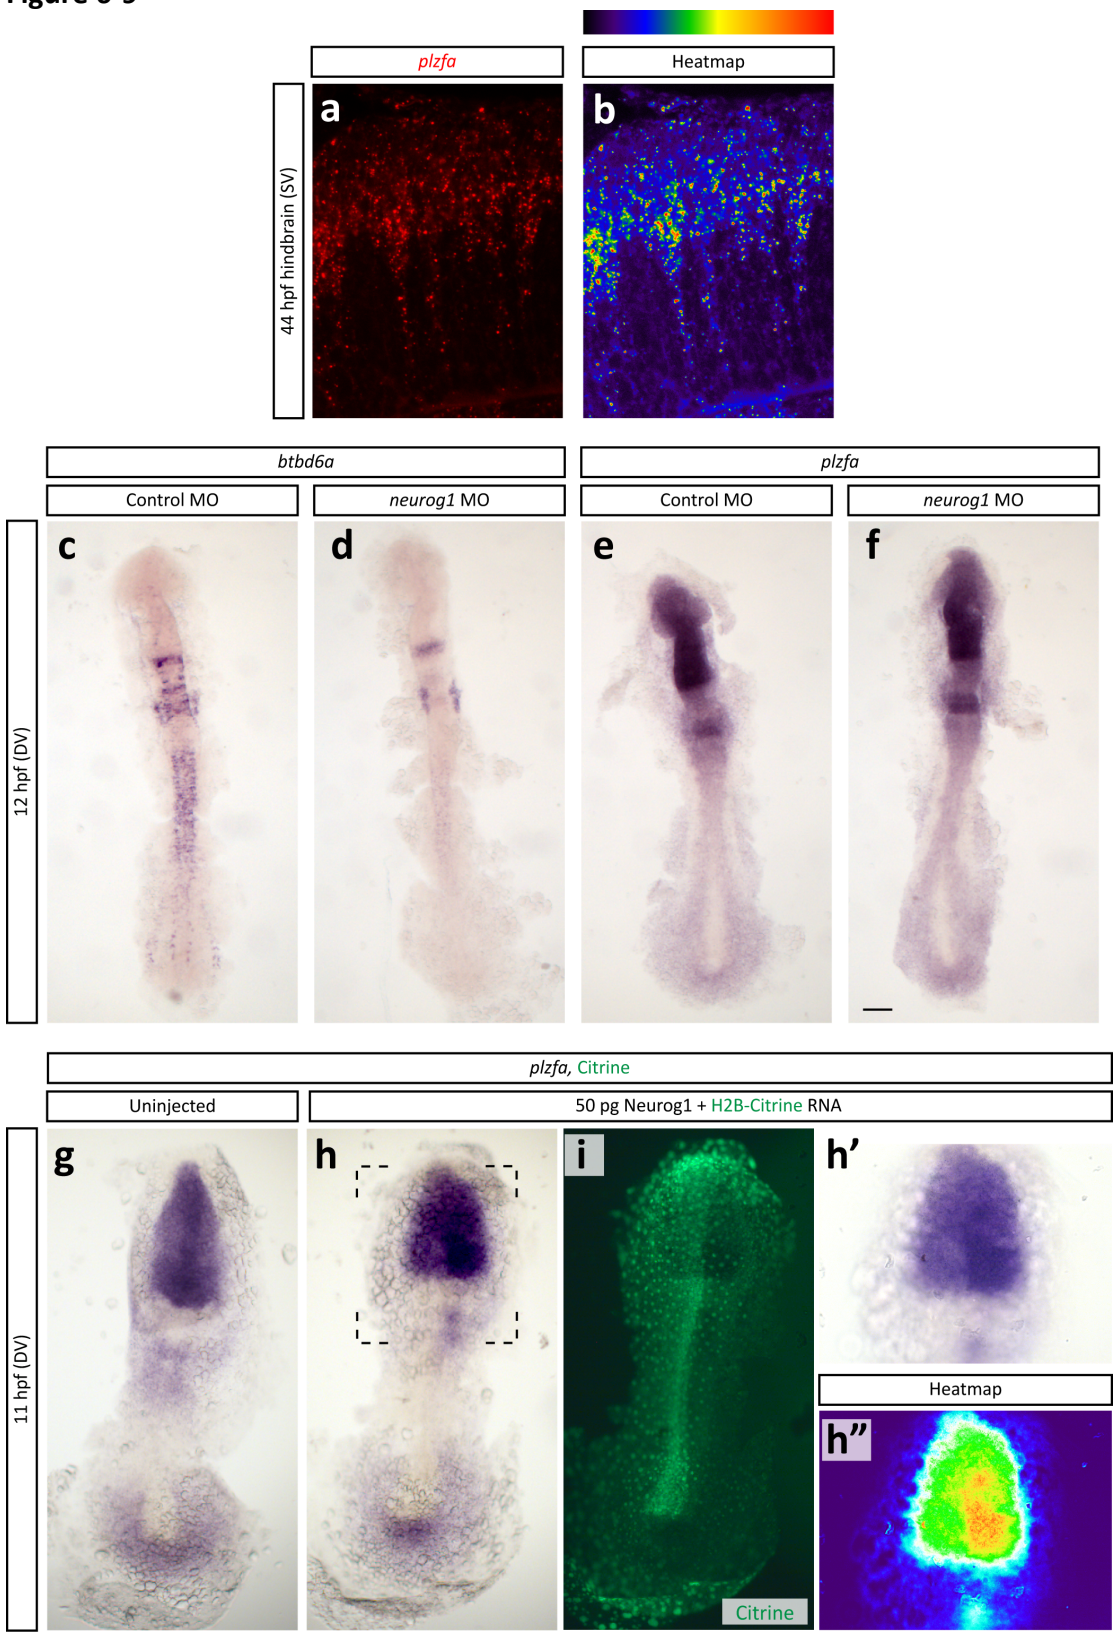 plzfa
Heatmap
44 hpf hindbrain (SV)
a
b
btbd6a
plzfa
Control MO
neurog1 MO
Control MO
neurog1 MO
12 hpf (DV)
c
d
e
f
plzfa, Citrine
Uninjected
50 pg Neurog1 + H2B-Citrine RNA
11 hpf (DV)
g
h
i
h’
Heatmap
h”
Citrine